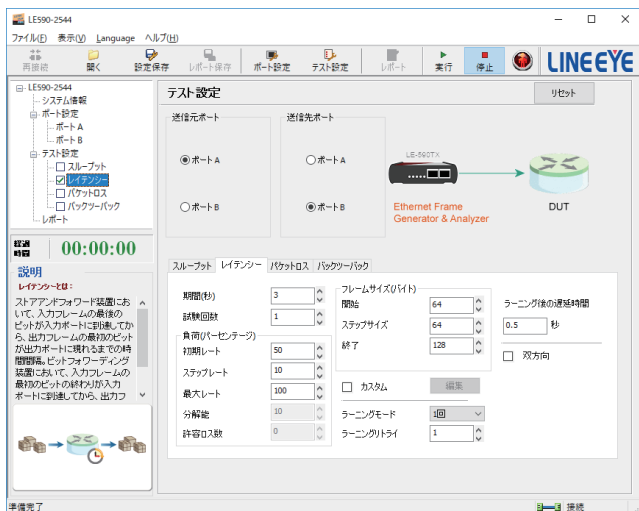 LE590-2544
ファイル(F) 表示(V) Language ヘルプ(H)
再接続 開く 設定保存 レポート保存 ポート設定 テスト設定 レポート 実行 停止 LINEEYE
LE590-2544
システム情報
ポート設定
ポート A
ポート B
テスト設定
スループット
レイテンシー
パケットロス
バックツーバック
レポート
経過時間 00:00:00
説明
レイテンシーとは：
ストアアンドフォワード装置にお
いて、入力フレームの最後の
ビットが入力ポートに到達してか
ら、出力フレームの最初のビット
が出力ポートに現れるまでの時
間間隔。ビットフォワーディング
装置において、入力フレームの
最初のビットの終わりが入力
ポートに到達してから、出力フ
テスト設定 リセット
送信元ポート 送信先ポート
ポート A ポート A
ポート B ポート B
LE-590TX
Ethernet Frame
Generator & Analyzer
DUT
スループット レイテンシー パケットロス バックツーバック
期間(秒) 3
試験回数 1
負荷(パーセンテージ)
初期レート 50
ステップレート 10
最大レート 100
分解能 10
許容ロス数 0
フレームサイズ(バイト)
開始 64
ステップサイズ 64
終了 128
カスタム 編集
ラーニングモード 1回
ラーニングリトライ 1
ラーニング後の遅延時間
0.5 秒
双方向
準備完了 接続